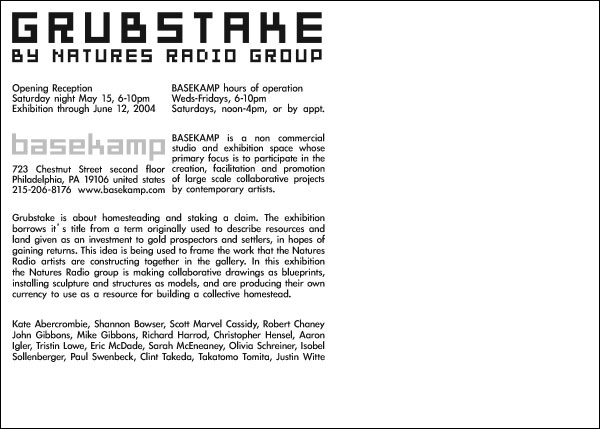 GRUBSTAKE
BY NATURES RADIO GROUP
Opening Reception
Saturday night May 15, 6-10pm
Exhibition through June 12, 2004
BASEKAMP hours of operation
Weds-Fridays, 6-10pm
Saturdays, noon-4pm, or by appt.
basekamp
723 Chestnut Street second floor
Philadelphia, PA 19106 united states
215-206-8176 www.basekamp.com
BASEKAMP is a non commercial
studio and exhibition space whose
primary focus is to participate in the
creation, facilitation and promotion
of large scale collaborative projects
by contemporary artists.
Grubstake is about homesteading and staking a claim. The exhibition
borrows it's title from a term originally used to describe resources and
land given as an investment to gold prospectors and settlers, in hopes of
gaining returns. This idea is being used to frame the work that the Natures
Radio artists are constructing together in the gallery. In this exhibition
the Natures Radio group is making collaborative drawings as blueprints,
installing sculpture and structures as models, and are producing their own
currency to use as a resource for building a collective homestead.
Kate Abercrombie, Shannon Bowser, Scott Marvel Cassidy, Robert Chaney
John Gibbons, Mike Gibbons, Richard Harrod, Christopher Hensel, Aaron
Igler, Tristin Lowe, Eric McDade, Sarah McEneaney, Olivia Schreiner, Isobel
Sollenberger, Paul Swenbeck, Clint Takeda, Takatomo Tomita, Justin Witte